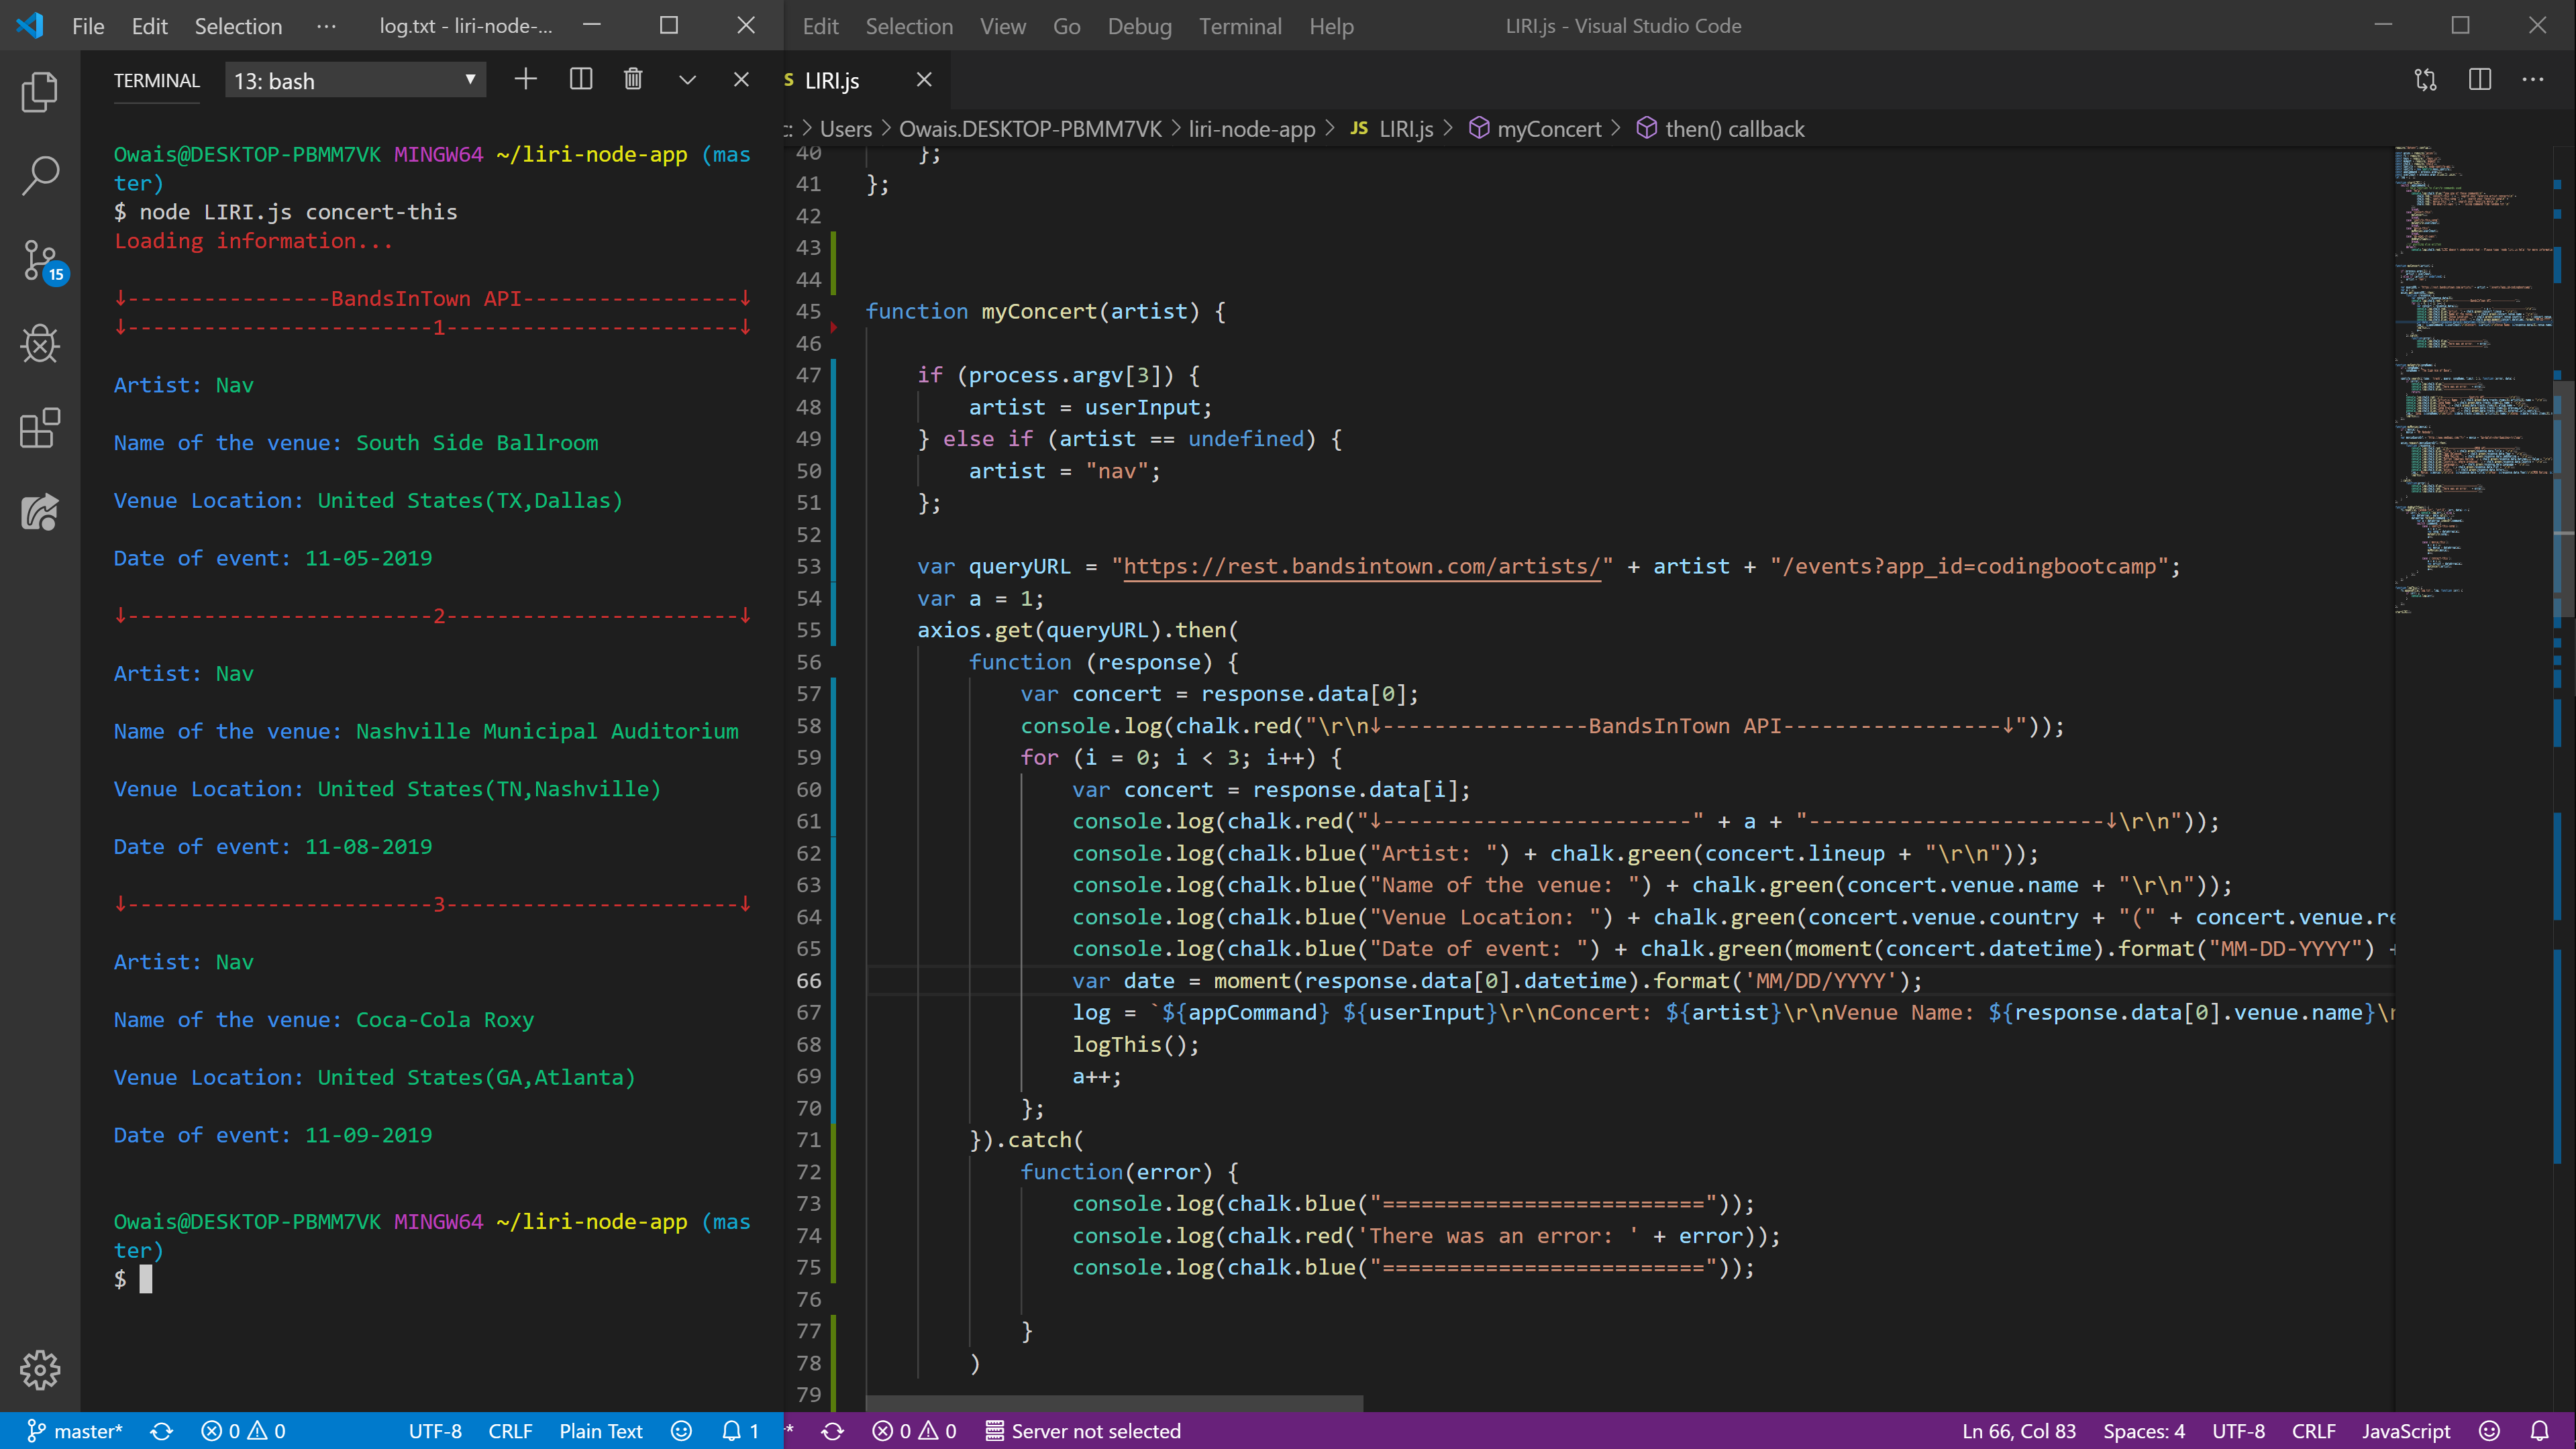 File Edit Selection ··· log.txt - liri-node-...
TERMINAL 13: bash
Owais@DESKTOP-PBMM7VK MINGW64 ~/liri-node-app (mas
ter)
$ node LIRI.js concert-this
Loading information...
↓----------------BandsInTown API-----------------↓
↓------------------------1-----------------------↓
Artist: Nav
Name of the venue: South Side Ballroom
Venue Location: United States(TX,Dallas)
Date of event: 11-05-2019
↓------------------------2-----------------------↓
Artist: Nav
Name of the venue: Nashville Municipal Auditorium
Venue Location: United States(TN,Nashville)
Date of event: 11-08-2019
↓------------------------3-----------------------↓
Artist: Nav
Name of the venue: Coca-Cola Roxy
Venue Location: United States(GA,Atlanta)
Date of event: 11-09-2019
Owais@DESKTOP-PBMM7VK MINGW64 ~/liri-node-app (mas
ter)
$
15
master* 0 0 UTF-8 CRLF Plain Text 1
Edit Selection View Go Debug Terminal Help LIRI.js - Visual Studio Code
LIRI.js
: > Users > Owais.DESKTOP-PBMM7VK > liri-node-app > JS LIRI.js > myConcert > then() callback
40 };
41 };
42
43
44
45 function myConcert(artist) {
46
47 if (process.argv[3]) {
48 artist = userInput;
49 } else if (artist == undefined) {
50 artist = "nav";
51 };
52
53 var queryURL = "https://rest.bandsintown.com/artists/" + artist + "/events?app_id=codingbootcamp";
54 var a = 1;
55 axios.get(queryURL).then(
56 function (response) {
57 var concert = response.data[0];
58 console.log(chalk.red("\r\n↓----------------BandsInTown API-----------------↓"));
59 for (i = 0; i < 3; i++) {
60 var concert = response.data[i];
61 console.log(chalk.red("↓------------------------" + a + "-----------------------↓\r\n"));
62 console.log(chalk.blue("Artist: ") + chalk.green(concert.lineup + "\r\n"));
63 console.log(chalk.blue("Name of the venue: ") + chalk.green(concert.venue.name + "\r\n"));
64 console.log(chalk.blue("Venue Location: ") + chalk.green(concert.venue.country + "(" + concert.venue.re
65 console.log(chalk.blue("Date of event: ") + chalk.green(moment(concert.datetime).format("MM-DD-YYYY") +
66 var date = moment(response.data[0].datetime).format('MM/DD/YYYY');
67 log = `${appCommand} ${userInput}\r\nConcert: ${artist}\r\nVenue Name: ${response.data[0].venue.name}\r
68 logThis();
69 a++;
70 };
71 }).catch(
72 function(error) {
73 console.log(chalk.blue("========================="));
74 console.log(chalk.red('There was an error: ' + error));
75 console.log(chalk.blue("========================="));
76
77 }
78 )
79
* 0 0 Server not selected Ln 66, Col 83 Spaces: 4 UTF-8 CRLF JavaScript